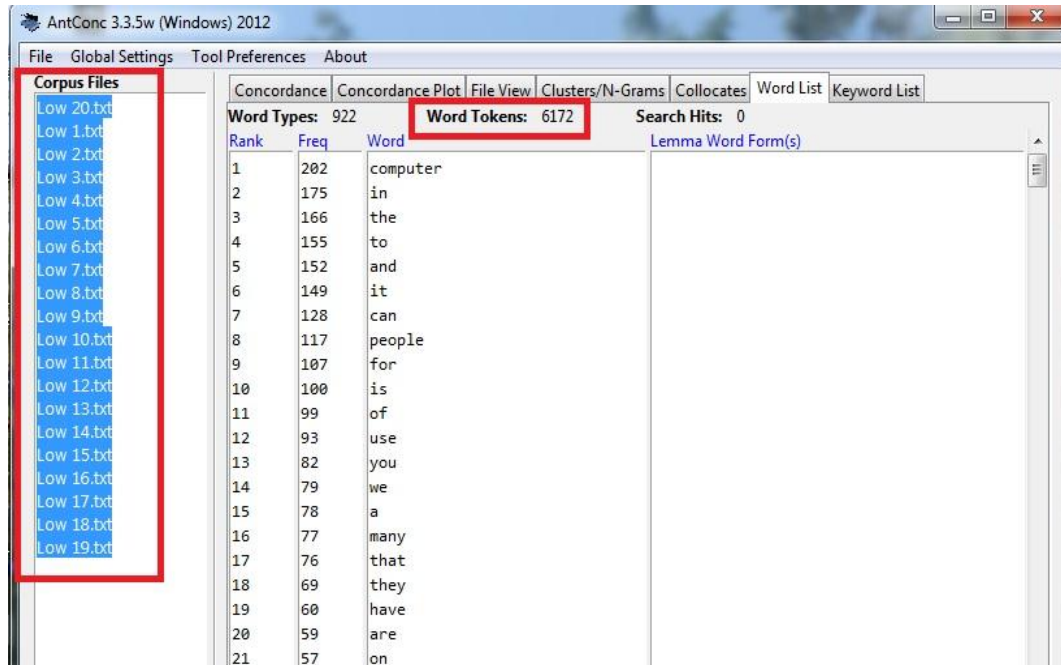 AntConc 3.3.5w (Windows) 2012
File Global Settings Tool Preferences About
Corpus Files
Low 20.txt
Low 1.txt
Low 2.txt
Low 3.txt
Low 4.txt
Low 5.txt
Low 6.txt
Low 7.txt
Low 8.txt
Low 9.txt
Low 10.txt
Low 11.txt
Low 12.txt
Low 13.txt
Low 14.txt
Low 15.txt
Low 16.txt
Low 17.txt
Low 18.txt
Low 19.txt
Concordance Concordance Plot File View Clusters/N-Grams Collocates Word List Keyword List
Word Types: 922 Word Tokens: 6172 Search Hits: 0
Rank Freq Word Lemma Word Form(s)
1 202 computer
2 175 in
3 166 the
4 155 to
5 152 and
6 149 it
7 128 can
8 117 people
9 107 for
10 100 is
11 99 of
12 93 use
13 82 you
14 79 we
15 78 a
16 77 many
17 76 that
18 69 they
19 60 have
20 59 are
21 57 on